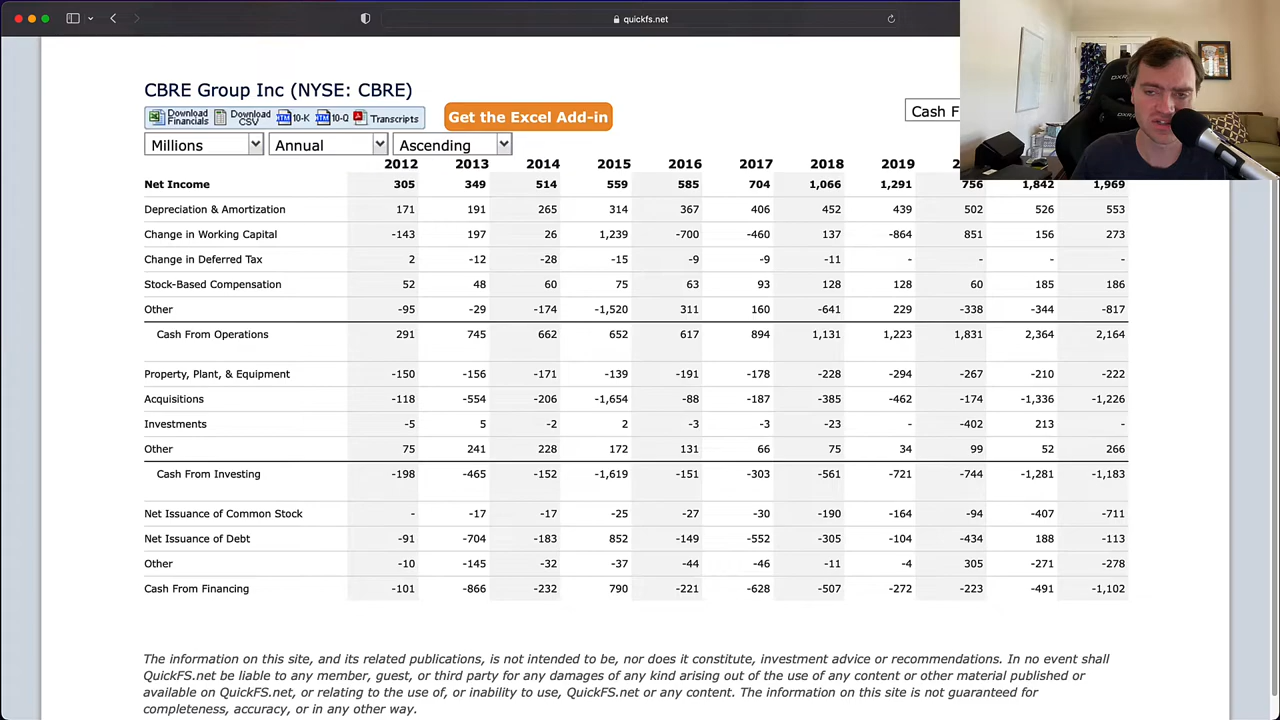 quickfs.net
CBRE Group Inc (NYSE: CBRE)
Download Financials Download CSV 10-K 10-Q Transcripts Get the Excel Add-in Cash F
Millions Annual Ascending
2012 2013 2014 2015 2016 2017 2018 2019
Net Income 305 349 514 559 585 704 1,066 1,291 756 1,842 1,969
Depreciation & Amortization 171 191 265 314 367 406 452 439 502 526 553
Change in Working Capital -143 197 26 1,239 -700 -460 137 -864 851 156 273
Change in Deferred Tax 2 -12 -28 -15 -9 -9 -11 - - - -
Stock-Based Compensation 52 48 60 75 63 93 128 128 60 185 186
Other -95 -29 -174 -1,520 311 160 -641 229 -338 -344 -817
Cash From Operations 291 745 662 652 617 894 1,131 1,223 1,831 2,364 2,164
Property, Plant, & Equipment -150 -156 -171 -139 -191 -178 -228 -294 -267 -210 -222
Acquisitions -118 -554 -206 -1,654 -88 -187 -385 -462 -174 -1,336 -1,226
Investments -5 5 -2 2 -3 -3 -23 - -402 213 -
Other 75 241 228 172 131 66 75 34 99 52 266
Cash From Investing -198 -465 -152 -1,619 -151 -303 -561 -721 -744 -1,281 -1,183
Net Issuance of Common Stock - -17 -17 -25 -27 -30 -190 -164 -94 -407 -711
Net Issuance of Debt -91 -704 -183 852 -149 -552 -305 -104 -434 188 -113
Other -10 -145 -32 -37 -44 -46 -11 -4 305 -271 -278
Cash From Financing -101 -866 -232 790 -221 -628 -507 -272 -223 -491 -1,102
The information on this site, and its related publications, is not intended to be, nor does it constitute, investment advice or recommendations. In no event shall
QuickFS.net be liable to any member, guest, or third party for any damages of any kind arising out of the use of any content or other material published or
available on QuickFS.net, or relating to the use of, or inability to use, QuickFS.net or any content. The information on this site is not guaranteed for
completeness, accuracy, or in any other way.